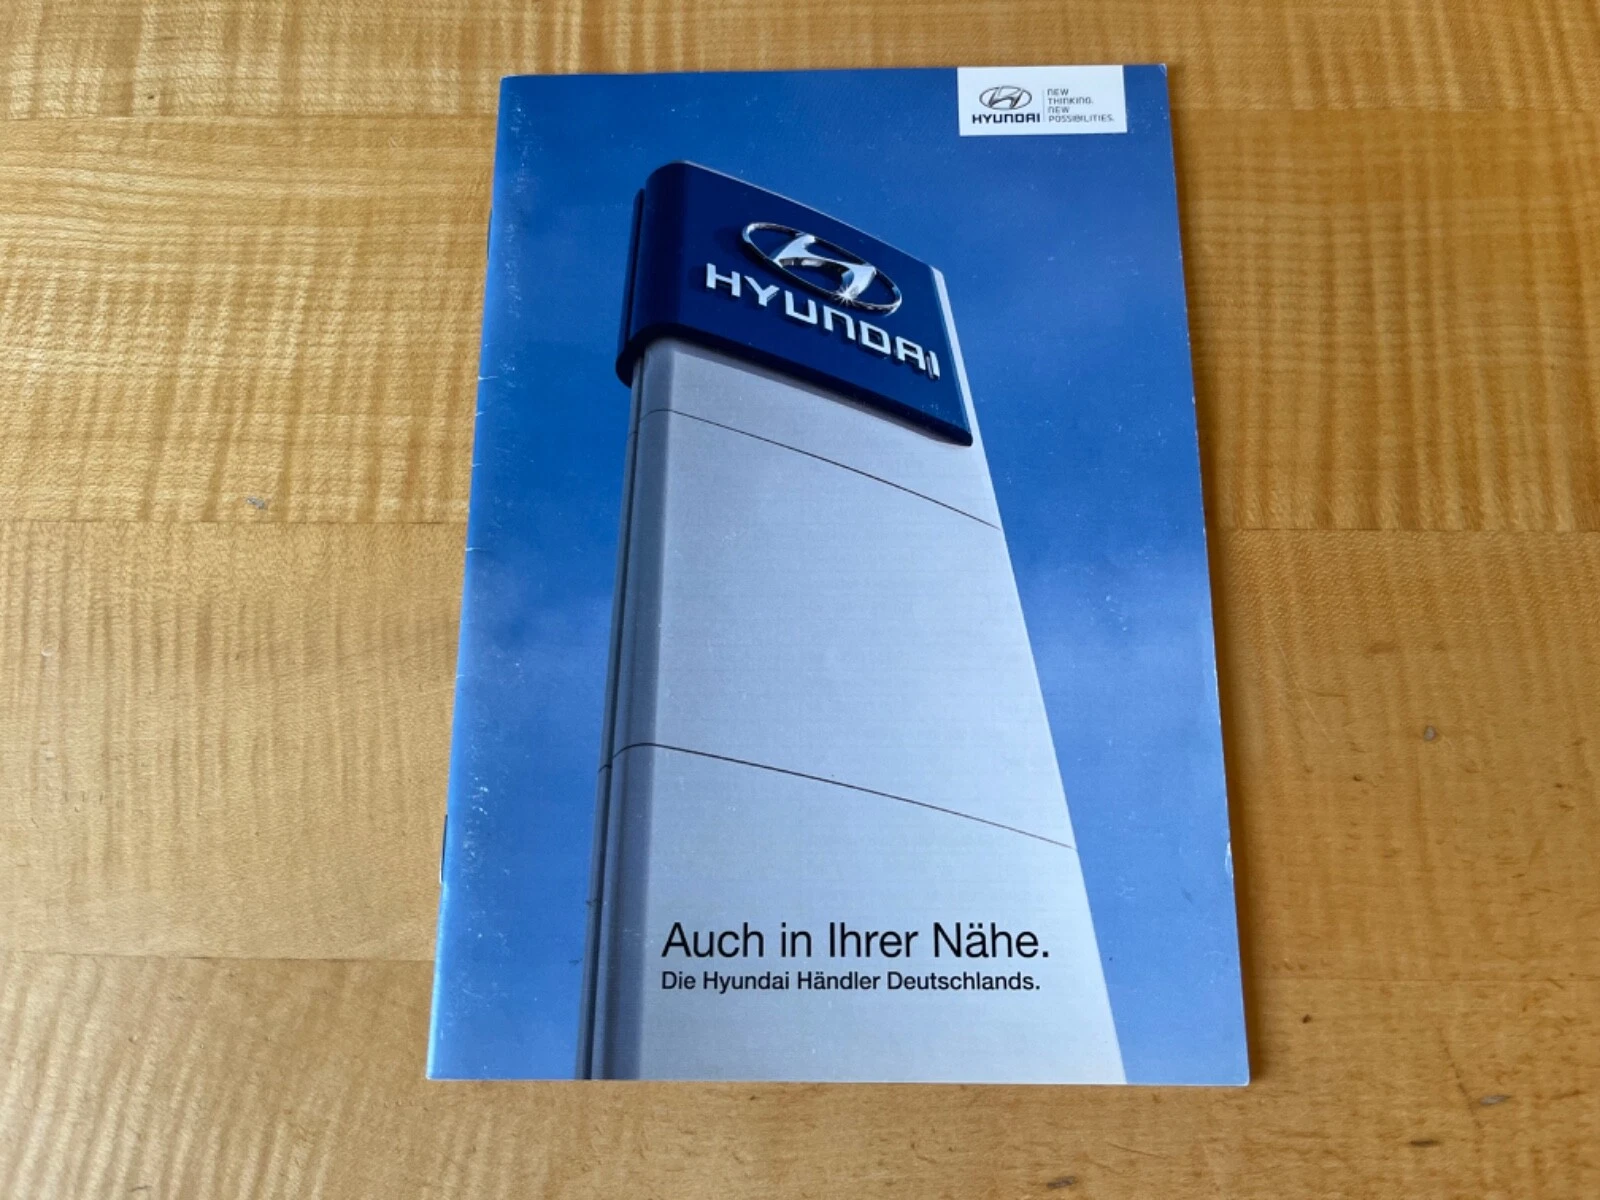 HYUNDAI
NEW
THINKING.
NEW
POSSIBILITIES.
HYUNDAI
Auch in Ihrer Nähe.
Die Hyundai Händler Deutschlands.